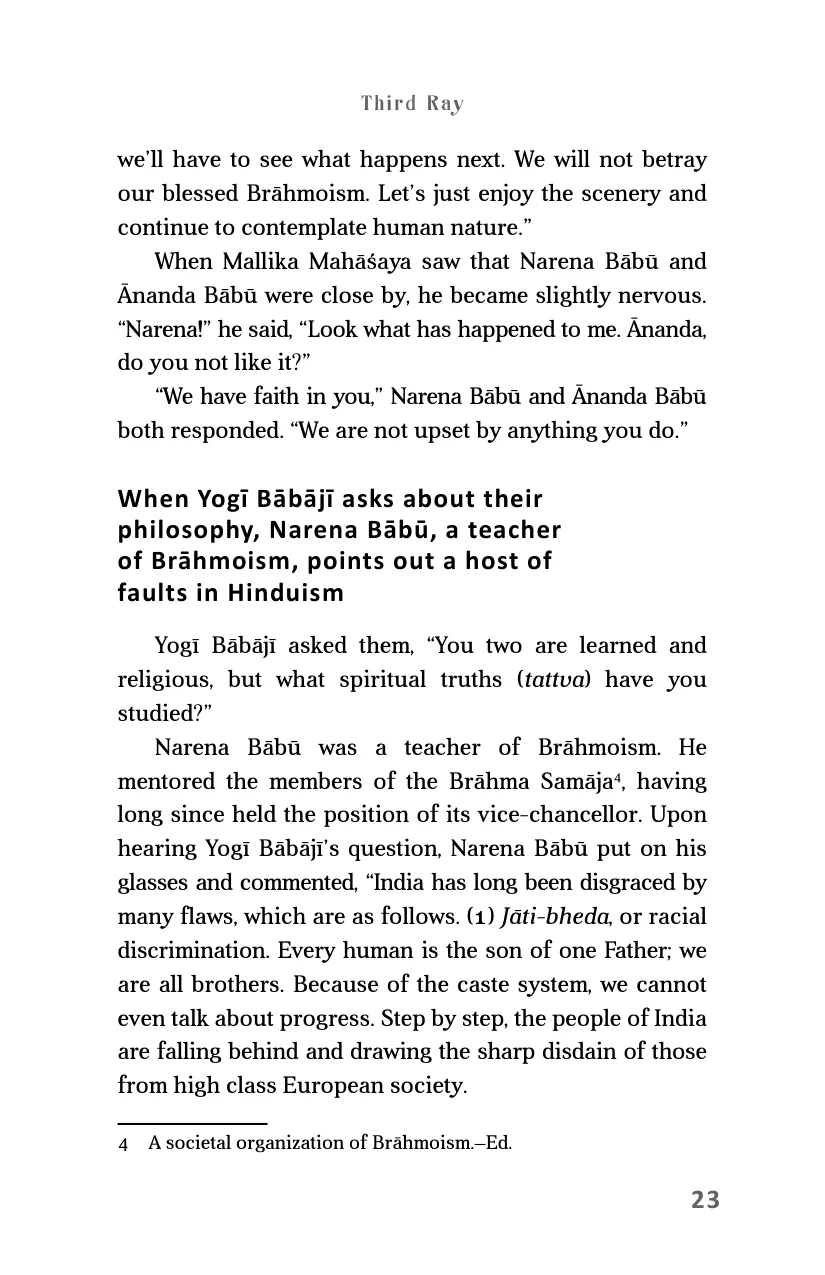 Third Ray
we’ll have to see what happens next. We will not betray
our blessed Brāhmoism. Let’s just enjoy the scenery and
continue to contemplate human nature.”
When Mallika Mahāśaya saw that Narena Bābū and
Ānanda Bābū were close by, he became slightly nervous.
“Narena!” he said, “Look what has happened to me. Ānanda,
do you not like it?”
“We have faith in you,” Narena Bābū and Ānanda Bābū
both responded. “We are not upset by anything you do.”
When Yogī Bābājī asks about their
philosophy, Narena Bābū, a teacher
of Brāhmoism, points out a host of
faults in Hinduism
Yogī Bābājī asked them, “You two are learned and
religious, but what spiritual truths (tattva) have you
studied?”
Narena Bābū was a teacher of Brāhmoism. He
mentored the members of the Brāhma Samāja⁴, having
long since held the position of its vice-chancellor. Upon
hearing Yogī Bābājī’s question, Narena Bābū put on his
glasses and commented, “India has long been disgraced by
many flaws, which are as follows. (1) Jāti-bheda, or racial
discrimination. Every human is the son of one Father; we
are all brothers. Because of the caste system, we cannot
even talk about progress. Step by step, the people of India
are falling behind and drawing the sharp disdain of those
from high class European society.
4 A societal organization of Brāhmoism.–Ed.
23